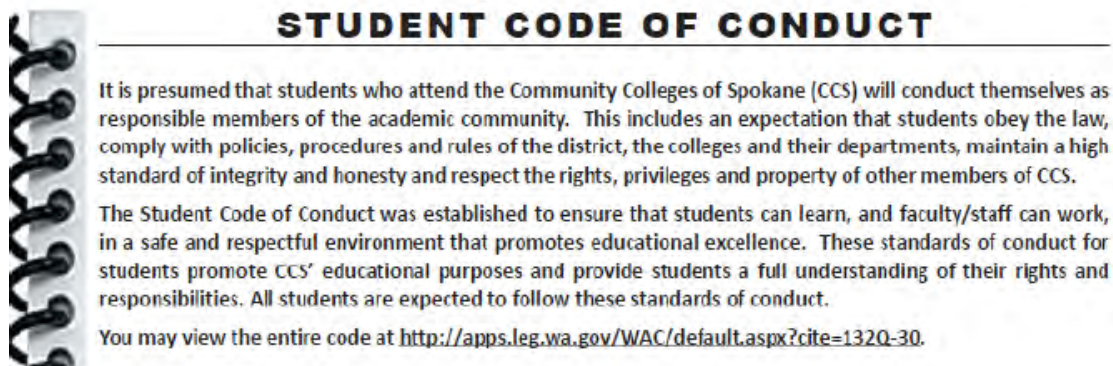 STUDENT CODE OF CONDUCT
It is presumed that students who attend the Community Colleges of Spokane (CCS) will conduct themselves as
responsible members of the academic community. This includes an expectation that students obey the law,
comply with policies, procedures and rules of the district, the colleges and their departments, maintain a high
standard of integrity and honesty and respect the rights, privileges and property of other members of CCS.
The Student Code of Conduct was established to ensure that students can learn, and faculty/staff can work,
in a safe and respectful environment that promotes educational excellence. These standards of conduct for
students promote CCS' educational purposes and provide students a full understanding of their rights and
responsibilities. All students are expected to follow these standards of conduct.
You may view the entire code at http://apps.leg.wa.gov/WAC/default.aspx?cite=132Q-30.